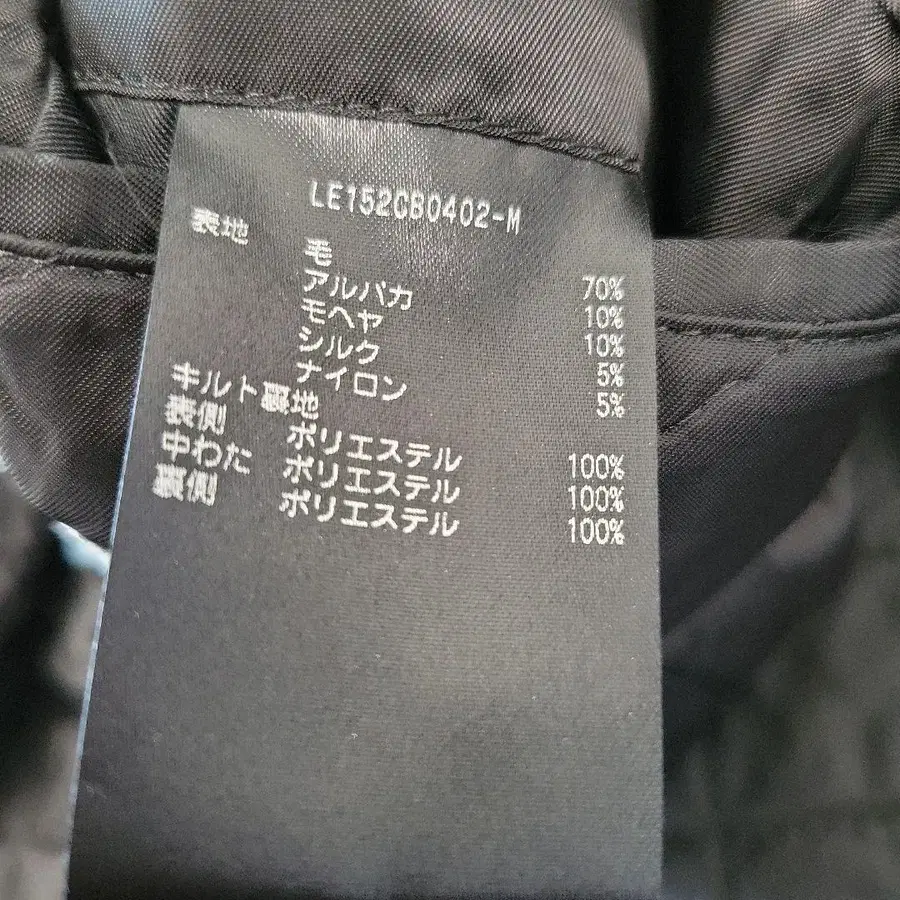 LE152CB0402-M
表地
毛 70%
アルパカ 10%
モヘヤ 10%
シルク 5%
ナイロン 5%
キルト裏地
表側 ポリエステル 100%
中わた ポリエステル 100%
裏側 ポリエステル 100%